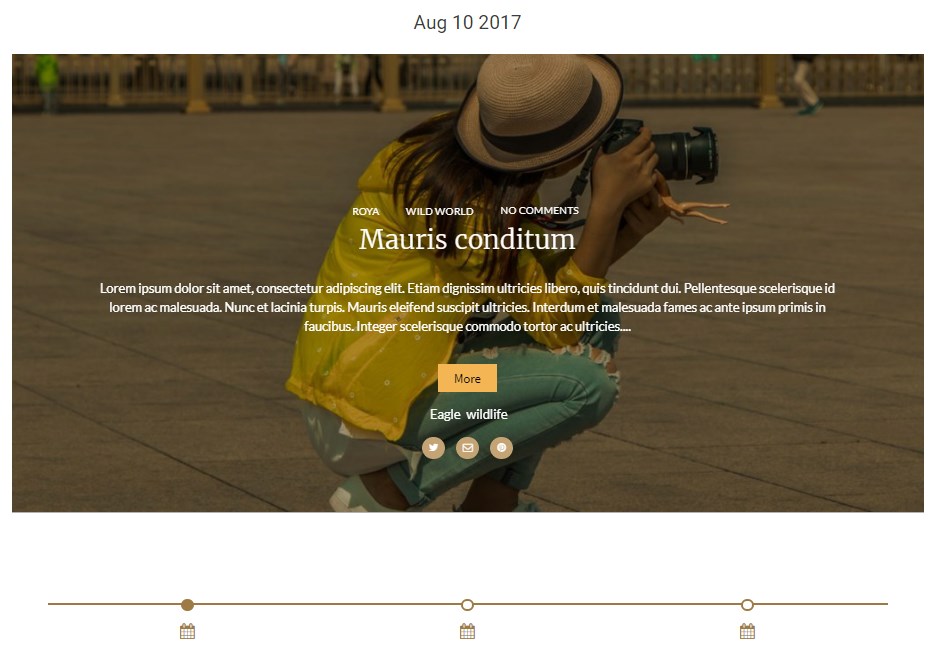 Aug 10 2017
ROYA WILD WORLD NO COMMENTS
Mauris conditum
Lorem ipsum dolor sit amet, consectetur adipiscing elit. Etiam dignissim ultricies libero, quis tincidunt dui. Pellentesque scelerisque id
lorem ac malesuada. Nunc et lacinia turpis. Mauris eleifend suscipit ultricies. Interdum et malesuada fames ac ante ipsum primis in
faucibus. Integer scelerisque commodo tortor ac ultricies....
More
Eagle wildlife